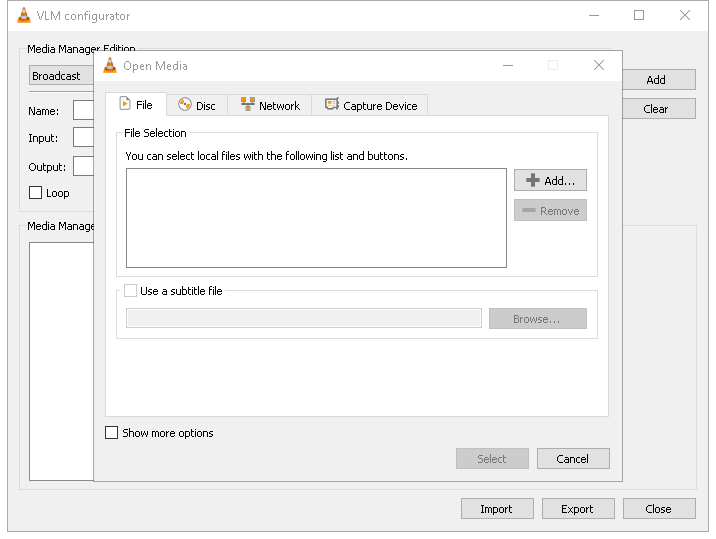 VLM configurator
Media Manager Edition
Broadcast
Add
Clear
Name:
Input:
Output:
Loop
Media Manage
Open Media
File
Disc
Network
Capture Device
File Selection
You can select local files with the following list and buttons.
Add...
Remove
Use a subtitle file
Browse...
Show more options
Select
Cancel
Import
Export
Close